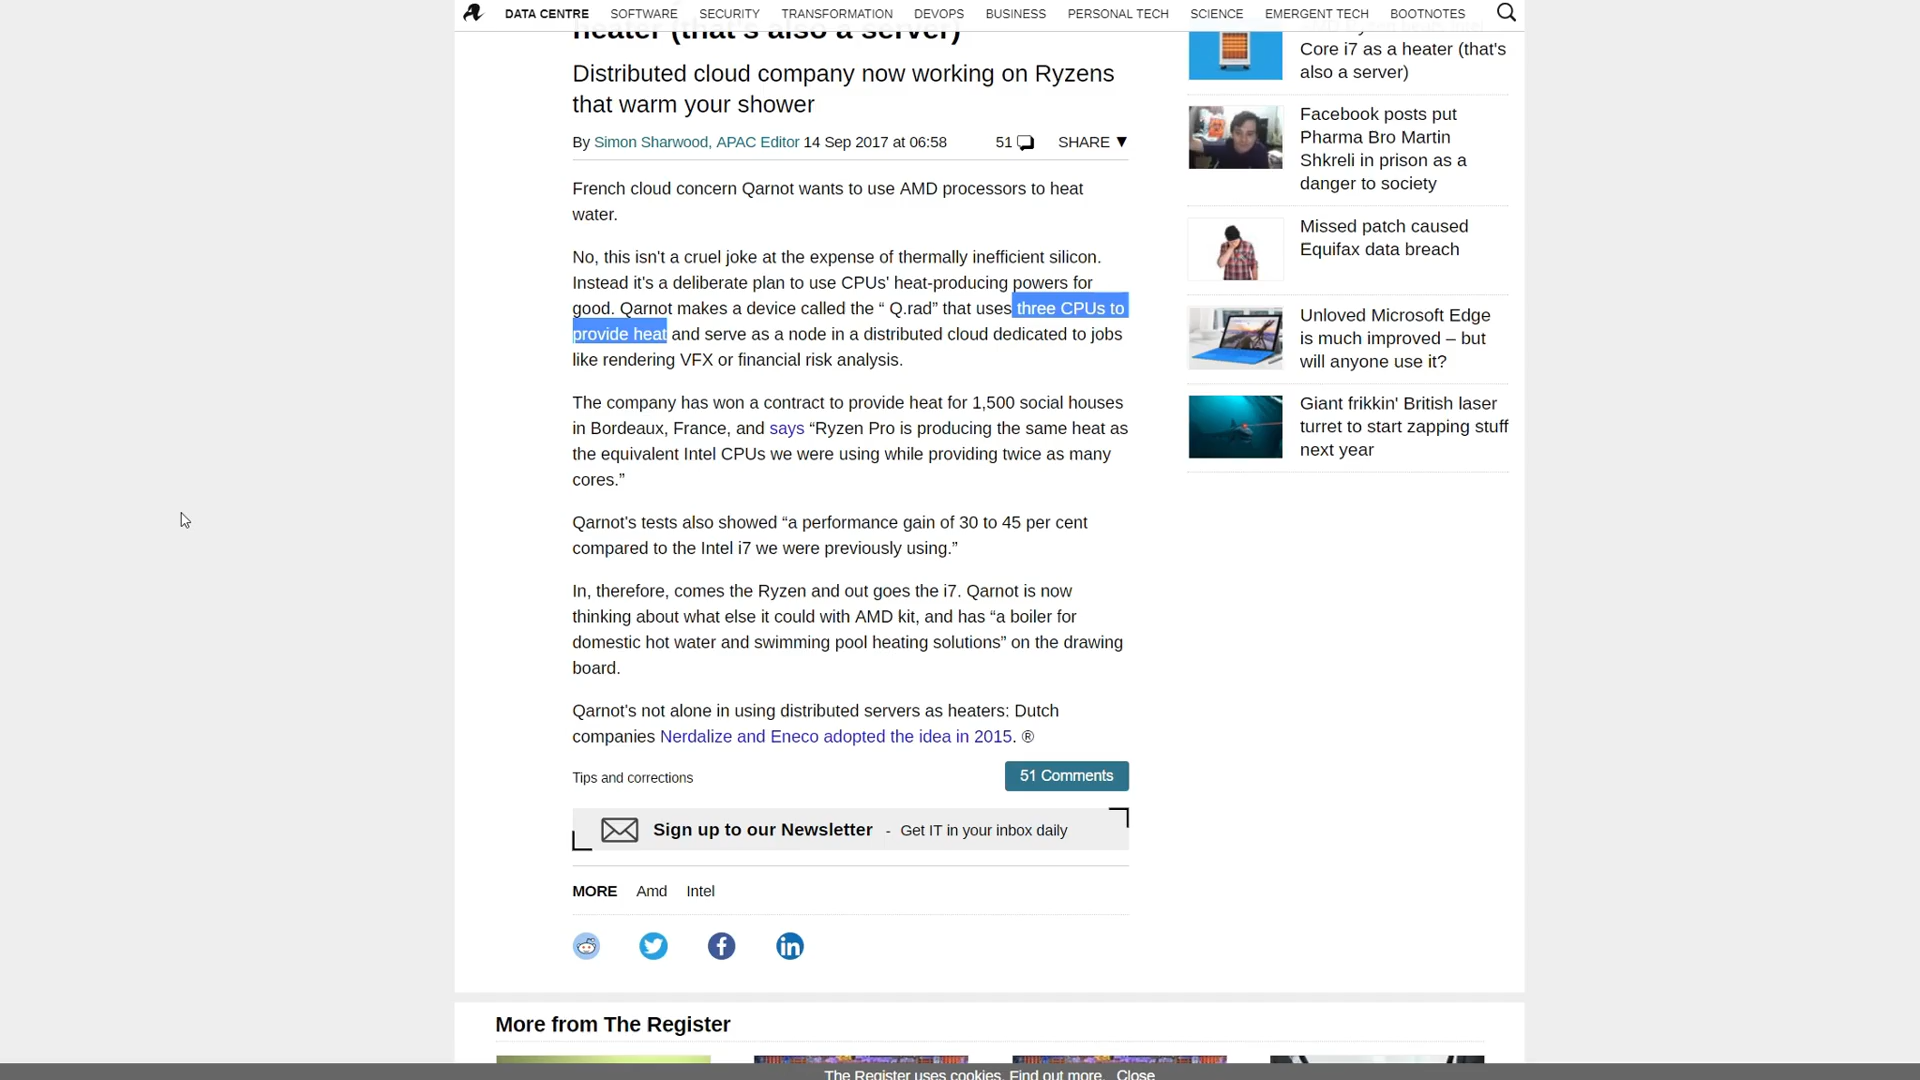 DATA CENTRE SOFTWARE SECURITY TRANSFORMATION DEVOPS BUSINESS PERSONAL TECH SCIENCE EMERGENT TECH BOOTNOTES
heater (that's also a server)
Distributed cloud company now working on Ryzens
that warm your shower
By Simon Sharwood, APAC Editor 14 Sep 2017 at 06:58 51 SHARE ▼
French cloud concern Qarnot wants to use AMD processors to heat
water.
No, this isn't a cruel joke at the expense of thermally inefficient silicon.
Instead it's a deliberate plan to use CPUs' heat-producing powers for
good. Qarnot makes a device called the “ Q.rad” that uses three CPUs to
provide heat and serve as a node in a distributed cloud dedicated to jobs
like rendering VFX or financial risk analysis.
The company has won a contract to provide heat for 1,500 social houses
in Bordeaux, France, and says “Ryzen Pro is producing the same heat as
the equivalent Intel CPUs we were using while providing twice as many
cores.”
Qarnot's tests also showed “a performance gain of 30 to 45 per cent
compared to the Intel i7 we were previously using.”
In, therefore, comes the Ryzen and out goes the i7. Qarnot is now
thinking about what else it could with AMD kit, and has “a boiler for
domestic hot water and swimming pool heating solutions” on the drawing
board.
Qarnot's not alone in using distributed servers as heaters: Dutch
companies Nerdalize and Eneco adopted the idea in 2015. ®
Tips and corrections 51 Comments
Sign up to our Newsletter - Get IT in your inbox daily
MORE Amd Intel
Core i7 as a heater (that's
also a server)
Facebook posts put
Pharma Bro Martin
Shkreli in prison as a
danger to society
Missed patch caused
Equifax data breach
Unloved Microsoft Edge
is much improved – but
will anyone use it?
Giant frikkin' British laser
turret to start zapping stuff
next year
More from The Register
The Register uses cookies. Find out more. Close